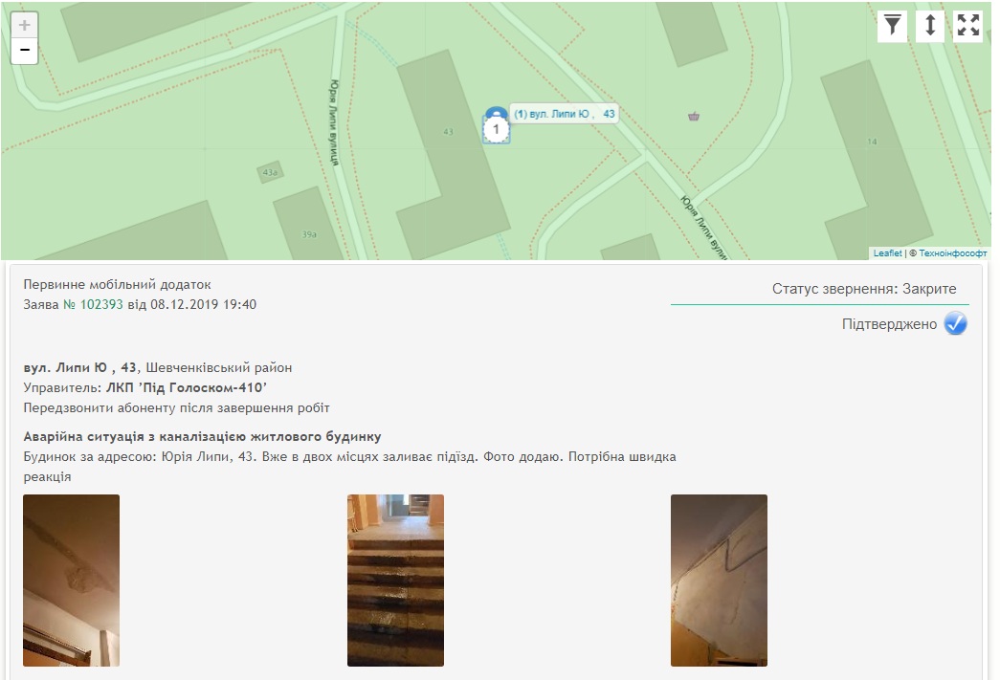 +
−
Юрія Липи вулиця
43
43а
39а
(1) вул. Липи Ю , 43
1
14
Юрія Липи вулиц
Leaflet | © Техноінфософт
Первинне мобільний додаток
Заява № 102393 від 08.12.2019 19:40
Статус звернення: Закрите
Підтверджено
вул. Липи Ю , 43, Шевченківський район
Управитель: ЛКП ’Під Голоском-410’
Передзвонити абоненту після завершення робіт
Аварійна ситуація з каналізацією житлового будинку
Будинок за адресою: Юрія Липи, 43. Вже в двох місцях заливає підїзд. Фото додаю. Потрібна швидка
реакція